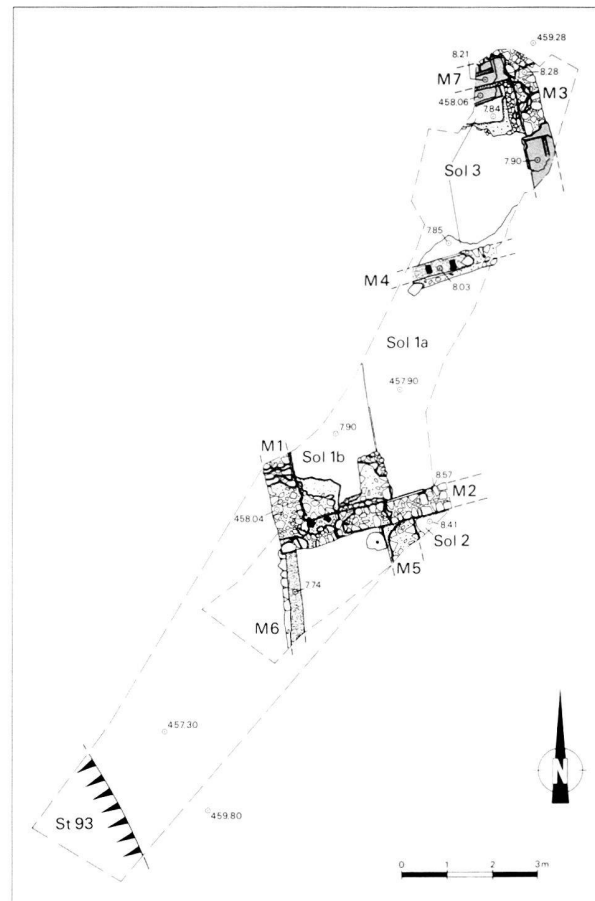 459.28
8.21
M7
8.28
M3
458.06
7.84
7.90
Sol 3
7.85
M4
8.03
Sol 1a
457.90
7.90
M1
Sol 1b
8.57
M2
458.04
8.41
Sol 2
M5
7.74
M6
457.30
459.80
St 93
N
0 1 2 3m